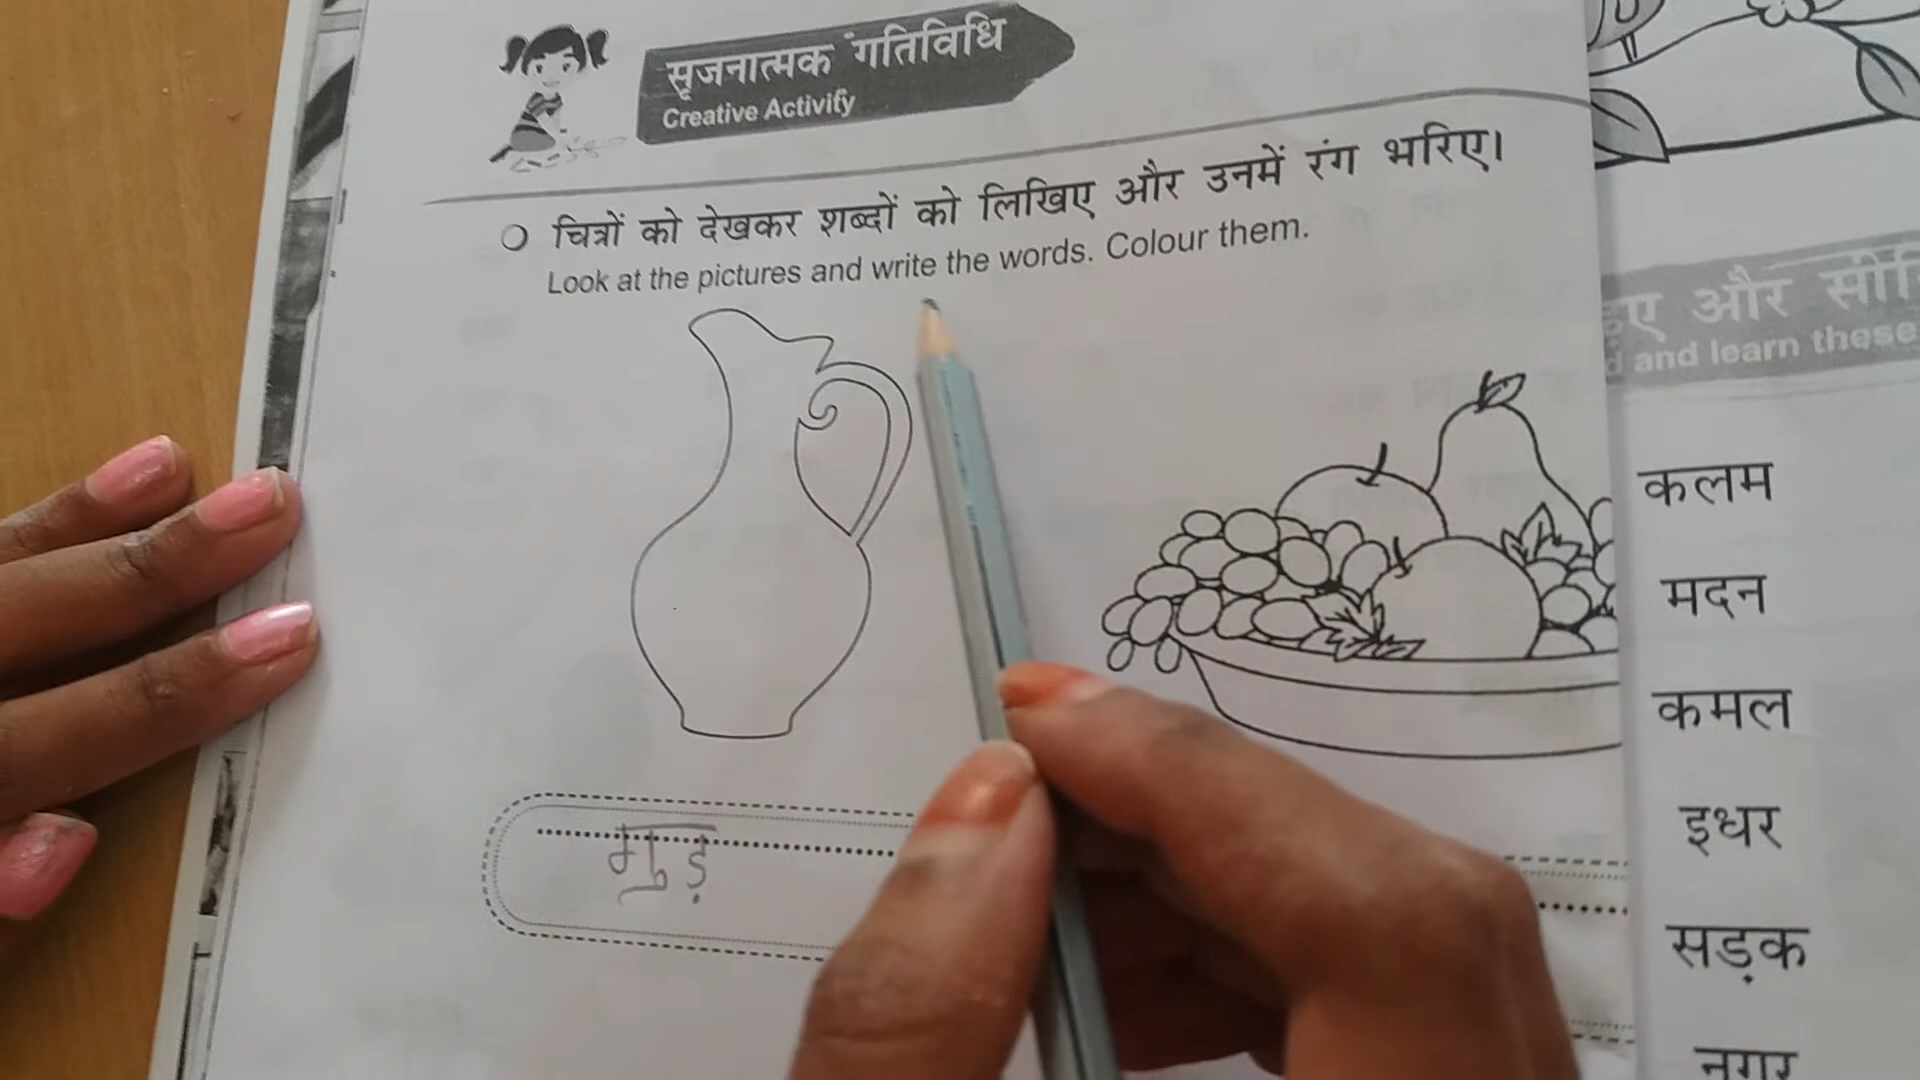 सृजनात्मक गतिविधि
Creative Activity
चित्रों को देखकर शब्दों को लिखिए और उनमें रंग भरिए।
Look at the pictures and write the words. Colour them.
गुड़
और
and learn these
कलम
मदन
कमल
इधर
सड़क
नगर